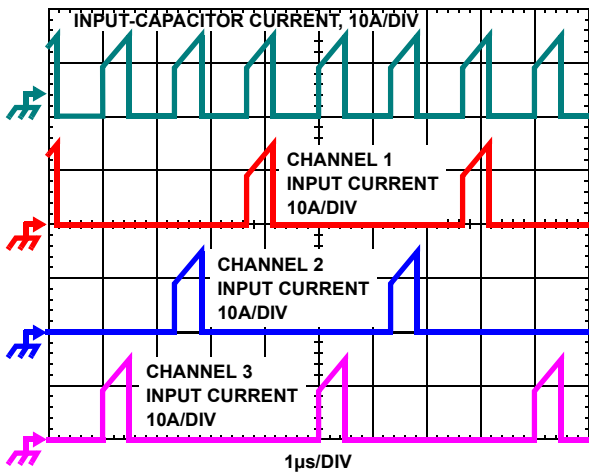 INPUT-CAPACITOR CURRENT, 10A/DIV
CHANNEL 1
INPUT CURRENT
10A/DIV
CHANNEL 2
INPUT CURRENT
10A/DIV
CHANNEL 3
INPUT CURRENT
10A/DIV
1µs/DIV